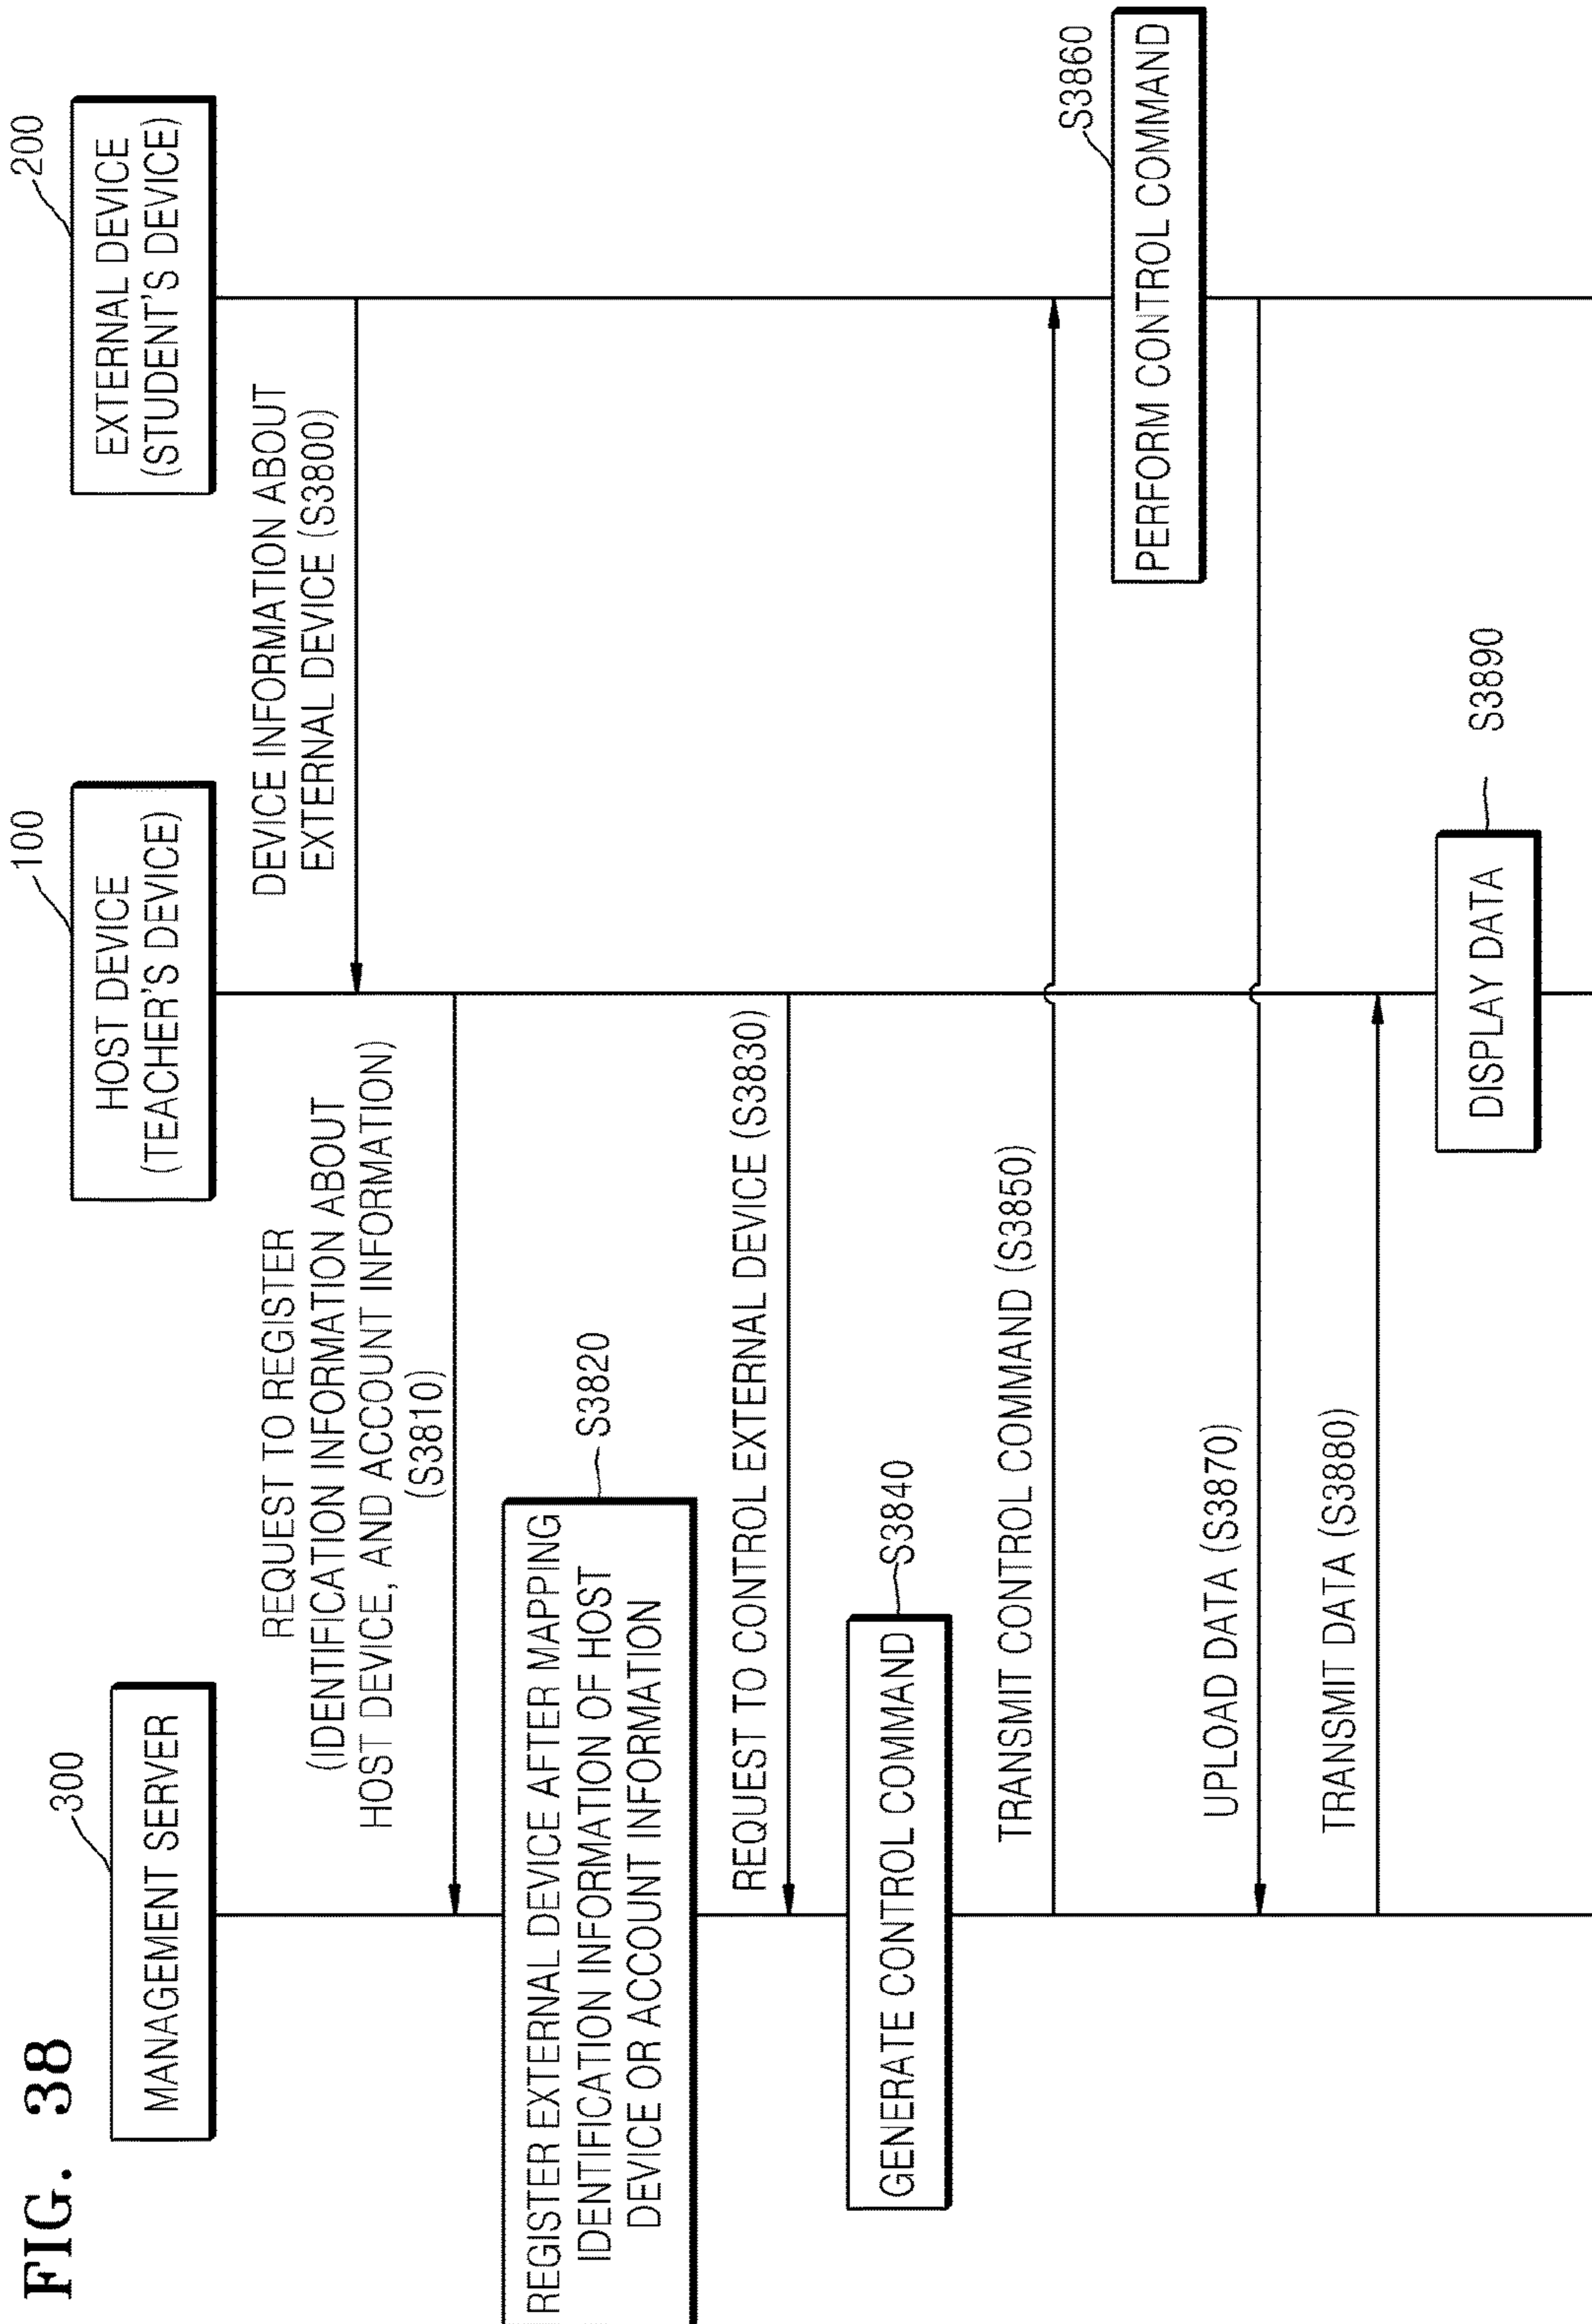 FIG. 38
300
MANAGEMENT SERVER
100
HOST DEVICE
(TEACHER'S DEVICE)
200
EXTERNAL DEVICE
(STUDENT'S DEVICE)
DEVICE INFORMATION ABOUT
EXTERNAL DEVICE (S3800)
REQUEST TO REGISTER
(IDENTIFICATION INFORMATION ABOUT
HOST DEVICE, AND ACCOUNT INFORMATION)
(S3810)
REGISTER EXTERNAL DEVICE AFTER MAPPING
IDENTIFICATION INFORMATION OF HOST
DEVICE OR ACCOUNT INFORMATION
S3820
REQUEST TO CONTROL EXTERNAL DEVICE (S3830)
GENERATE CONTROL COMMAND
S3840
TRANSMIT CONTROL COMMAND (S3850)
PERFORM CONTROL COMMAND
S3860
UPLOAD DATA (S3870)
TRANSMIT DATA (S3880)
DISPLAY DATA
S3890